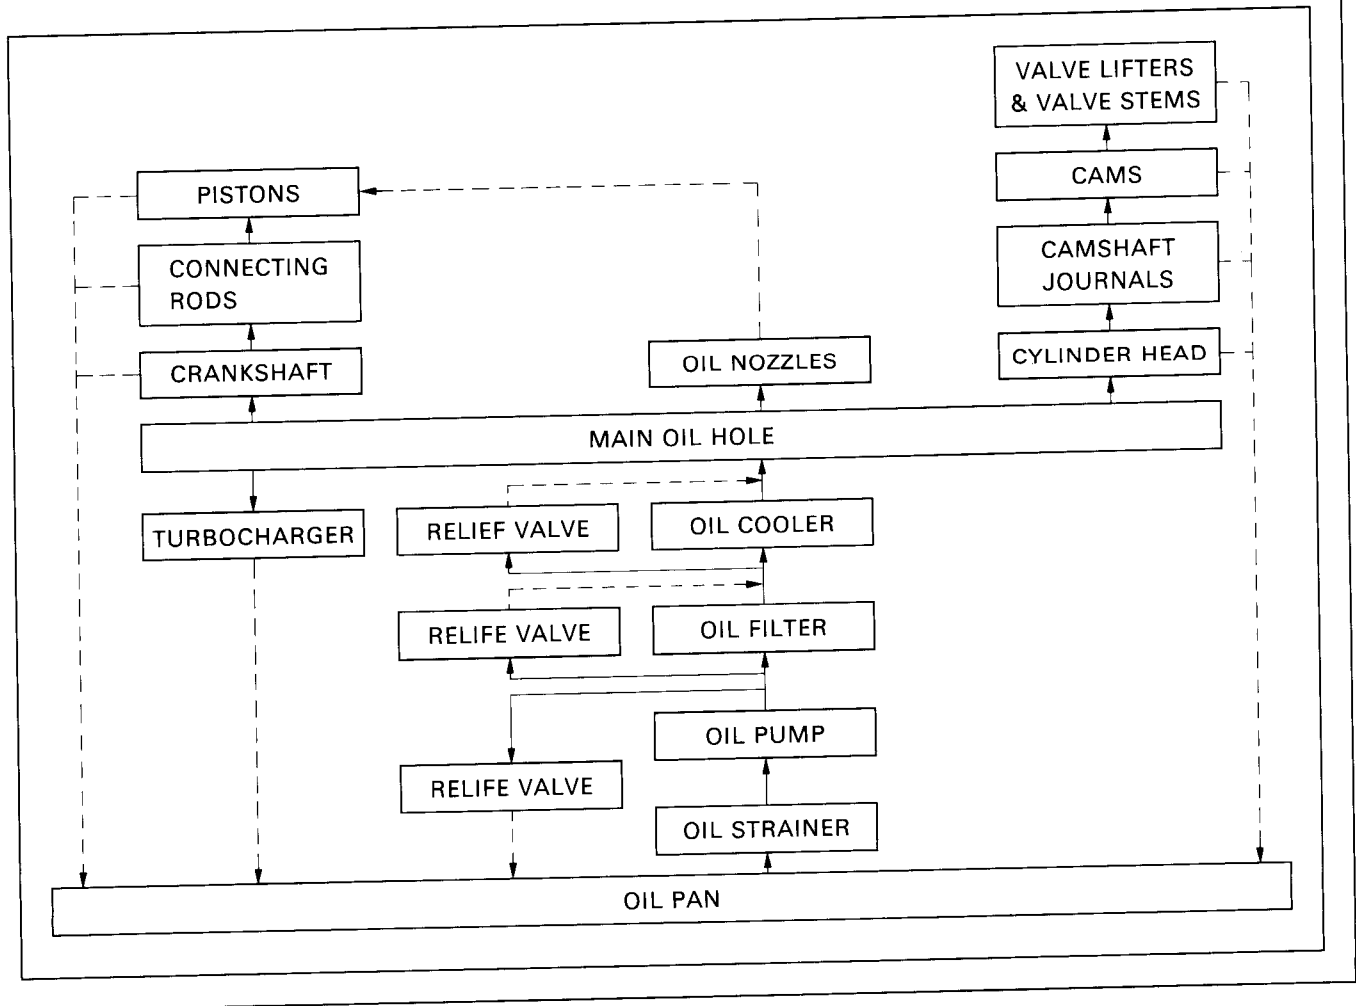 VALVE LIFTERS
& VALVE STEMS
CAMS
PISTONS
CAMSHAFT
JOURNALS
CONNECTING
RODS
OIL NOZZLES
CYLINDER HEAD
CRANKSHAFT
MAIN OIL HOLE
TURBOCHARGER
RELIEF VALVE
OIL COOLER
RELIFE VALVE
OIL FILTER
OIL PUMP
RELIFE VALVE
OIL STRAINER
OIL PAN